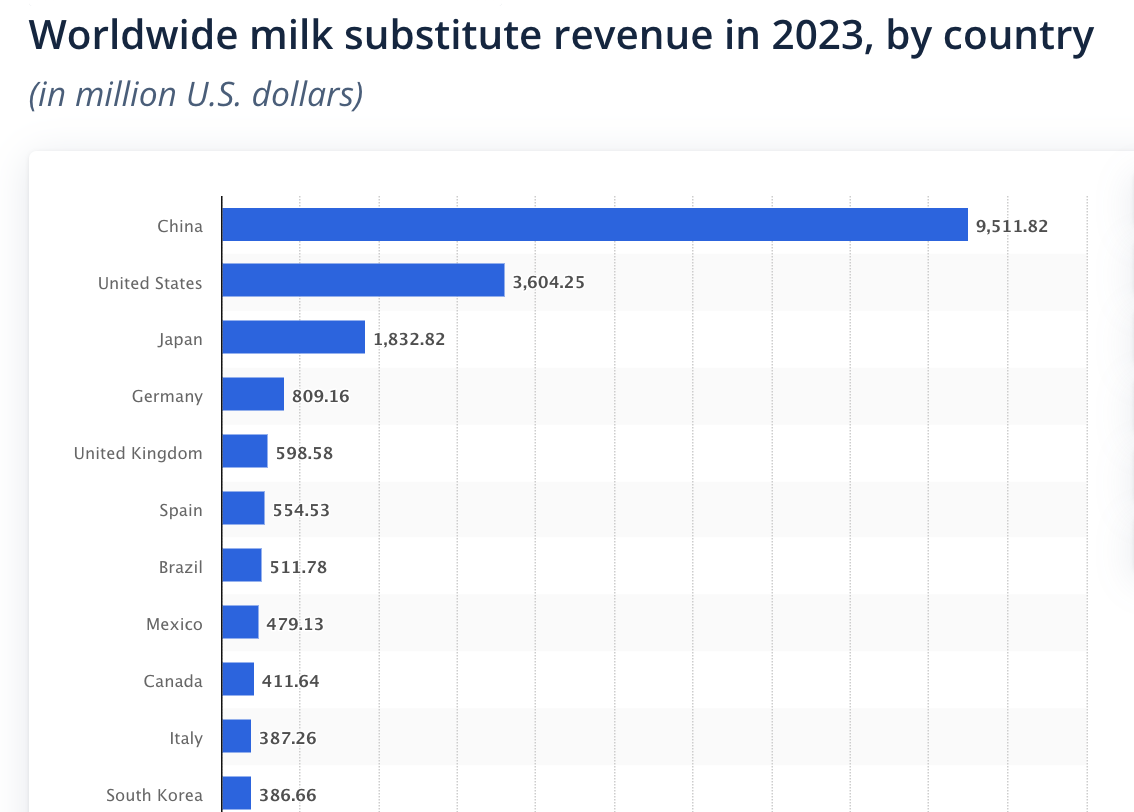 Worldwide milk substitute revenue in 2023, by country
(in million U.S. dollars)
China 9,511.82
United States 3,604.25
Japan 1,832.82
Germany 809.16
United Kingdom 598.58
Spain 554.53
Brazil 511.78
Mexico 479.13
Canada 411.64
Italy 387.26
South Korea 386.66